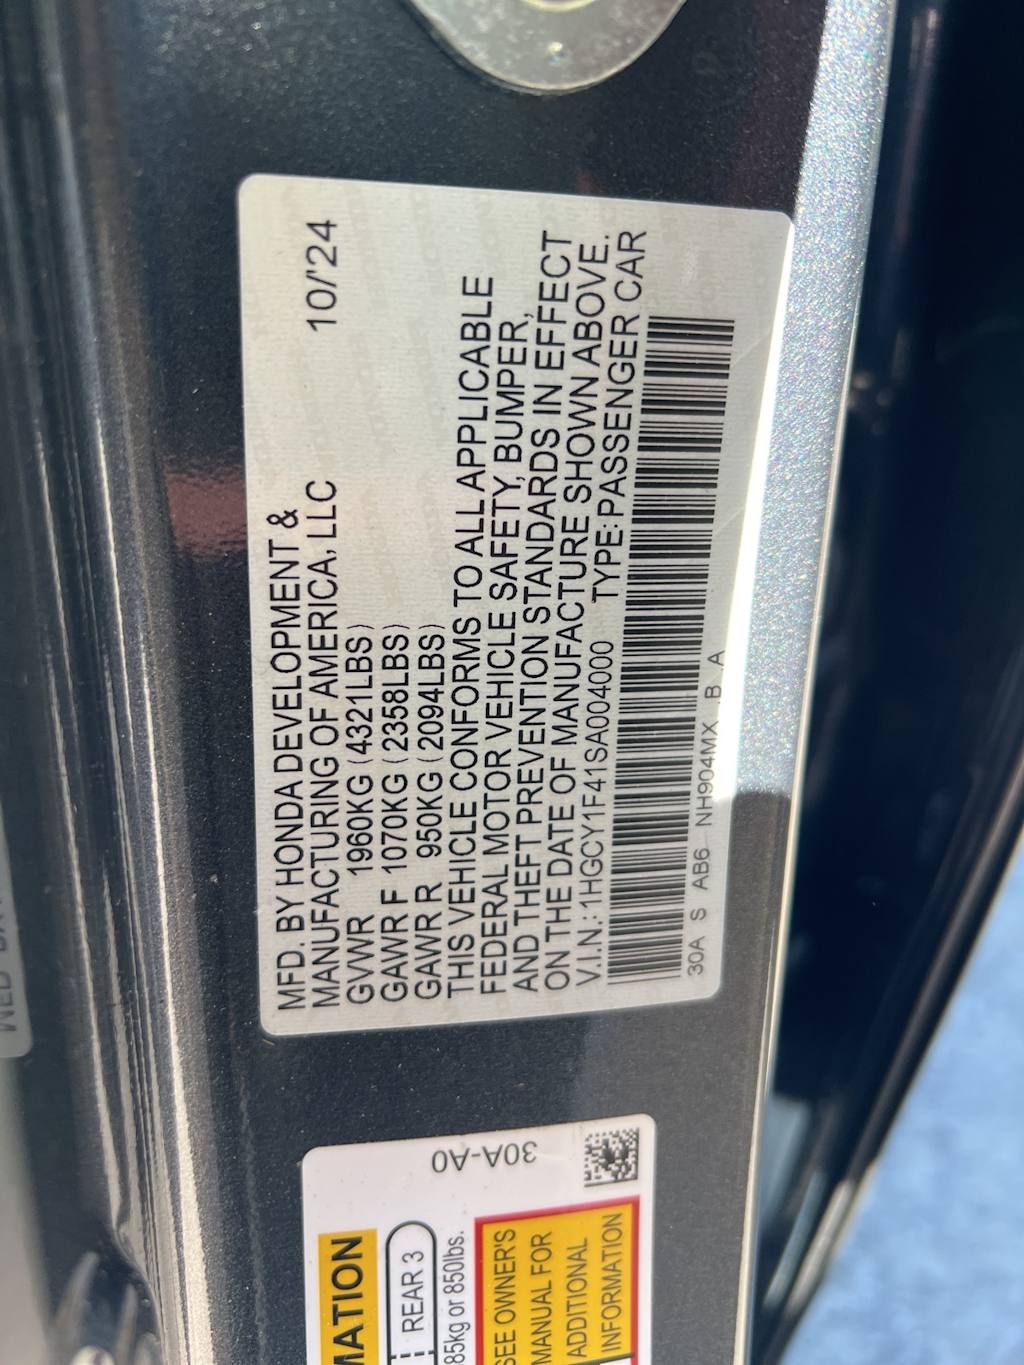 MFD. BY HONDA DEVELOPMENT &
MANUFACTURING OF AMERICA, LLC 10/'24
GVWR 1960KG (4321LBS)
GAWR F 1070KG (2358LBS)
GAWR R 950KG (2094LBS)
THIS VEHICLE CONFORMS TO ALL APPLICABLE
FEDERAL MOTOR VEHICLE SAFETY, BUMPER,
AND THEFT PREVENTION STANDARDS IN EFFECT
ON THE DATE OF MANUFACTURE SHOWN ABOVE.
V.I.N.: 1HGCY1F41SA004000 TYPE: PASSENGER CAR
30A S AB6 NH904MX B A
30A-A0
MATION
REAR 3
85kg or 850lbs.
SEE OWNER'S
MANUAL FOR
ADDITIONAL
INFORMATION